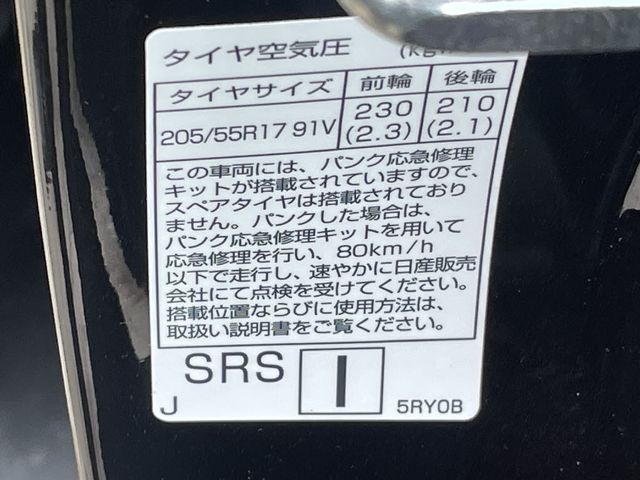 タイヤ空気圧
タイヤサイズ 前輪 後輪
205/55R17 91V 230 (2.3) 210 (2.1)
この車両には、パンク応急修理
キットが搭載されていますので、
スペアタイヤは搭載されており
ません。パンクした場合は、
パンク応急修理キットを用いて
応急修理を行い、80km/h
以下で走行し、速やかに日産販売
会社にて点検を受けてください。
搭載位置ならびに使用方法は、
取扱い説明書をご覧ください。
J SRS I 5RY0B